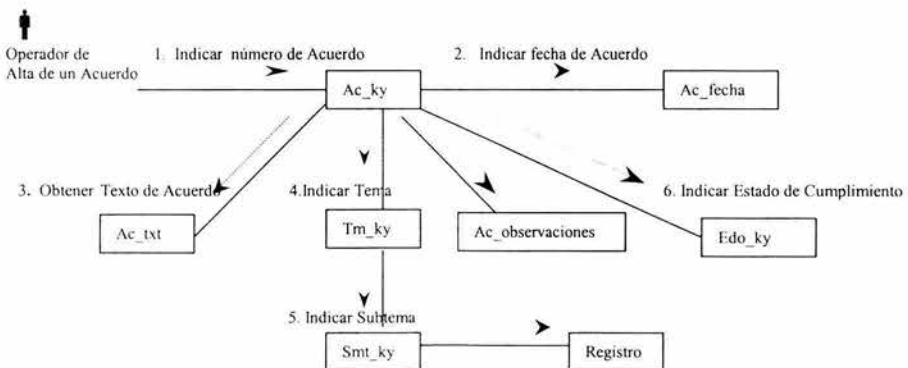 Operador de
Alta de un Acuerdo
1. Indicar número de Acuerdo
2. Indicar fecha de Acuerdo
Ac_ky
Ac_fecha
3. Obtener Texto de Acuerdo
4.Indicar Tema
6. Indicar Estado de Cumplimiento
Ac_txt
Tm_ky
Ac_observaciones
Edo_ky
5. Indicar Subtema
Smt_ky
Registro